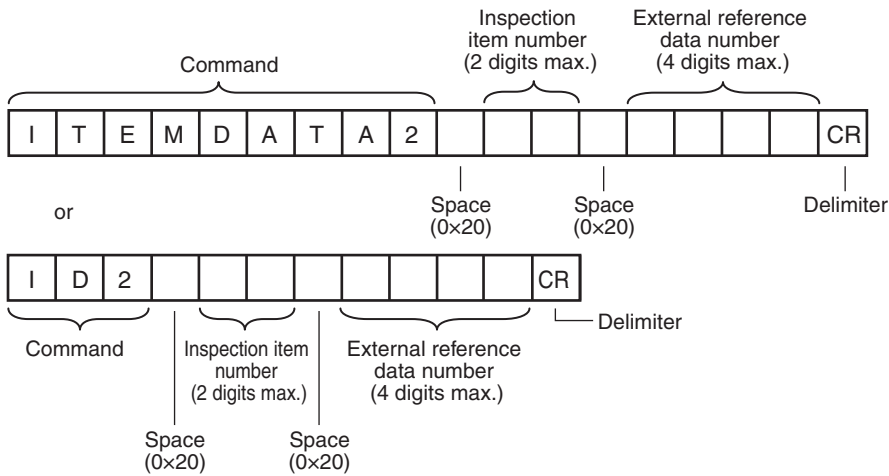 Inspection
item number
(2 digits max.)
External reference
data number
(4 digits max.)
Command
I T E M D A T A 2 CR
Space
(0×20)
Space
(0×20)
Delimiter
or
I D 2 CR
Delimiter
Command
Inspection item
number
(2 digits max.)
External reference
data number
(4 digits max.)
Space
(0×20)
Space
(0×20)